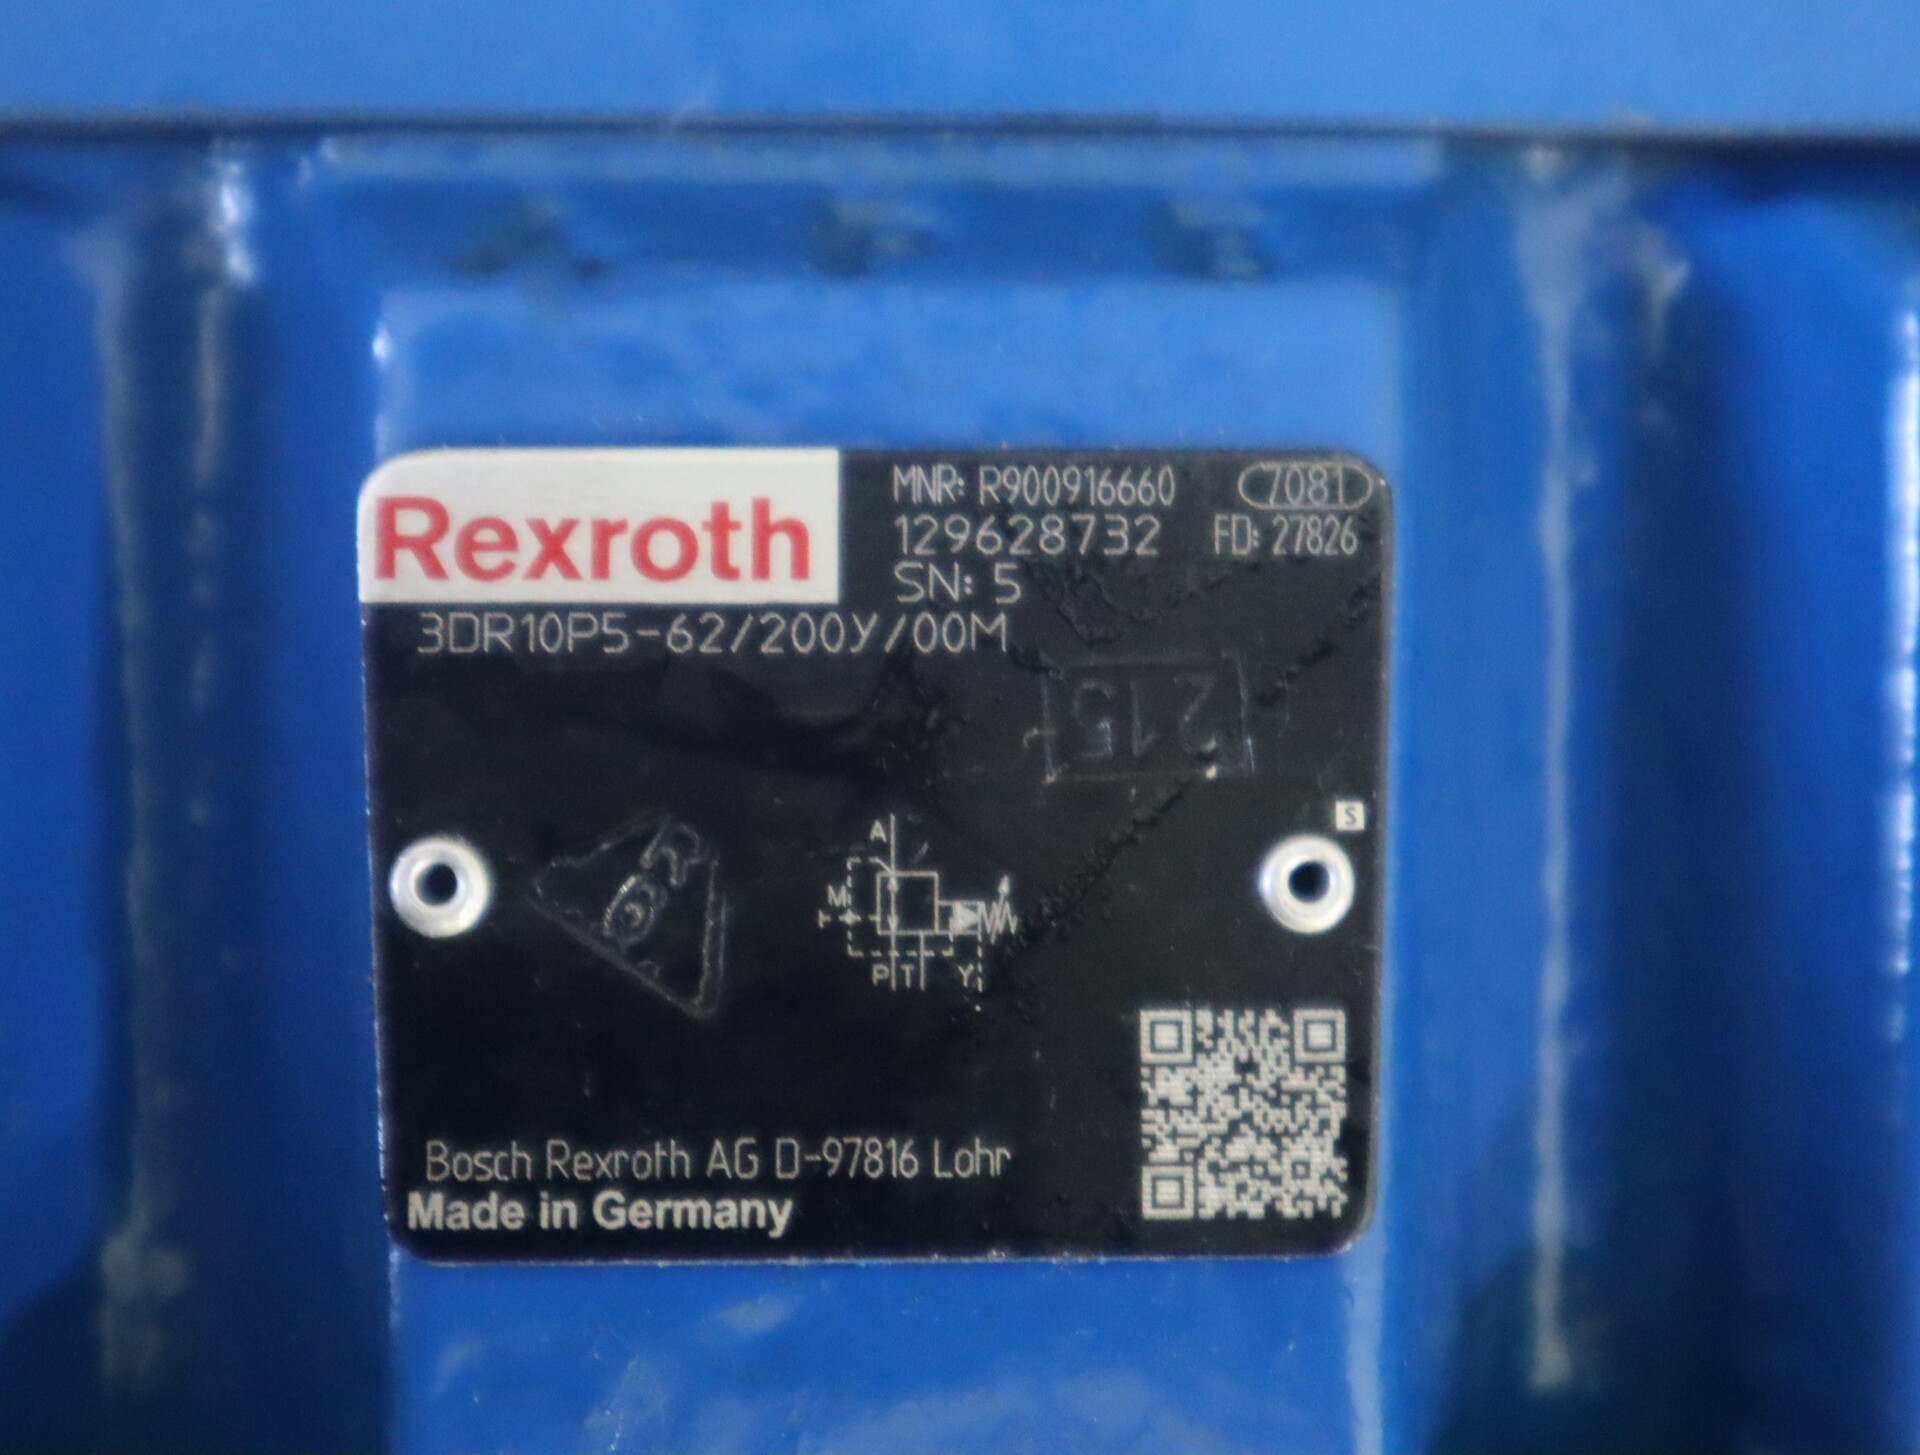 Rexroth
MNR: R900916660 7081
129628732 FD: 27826
SN: 5
3DR10P5-62/200Y/00M
215
S
A
M
P T Y
Bosch Rexroth AG D-97816 Lohr
Made in Germany